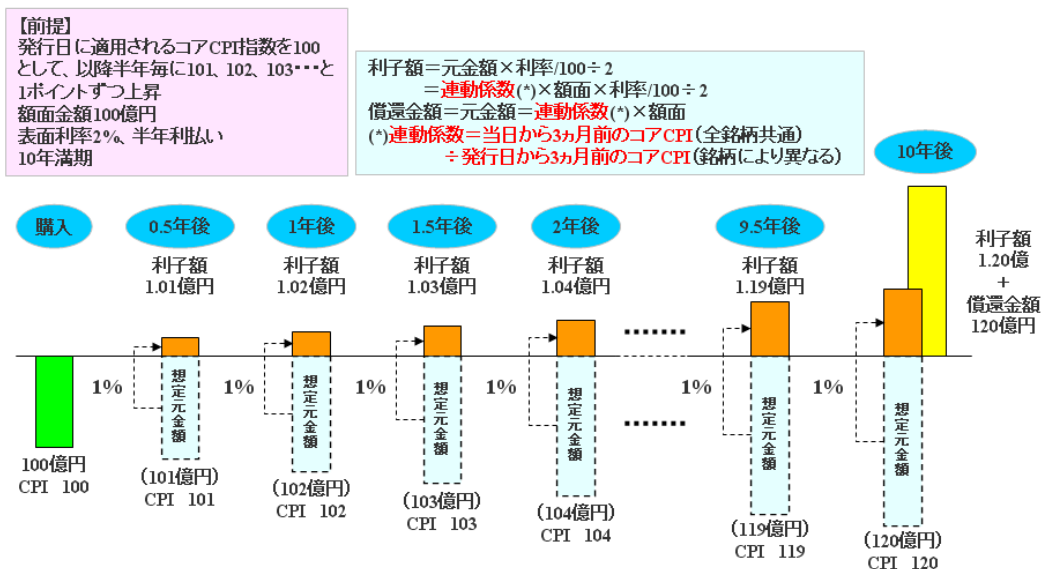 【前提】
発行日に適用されるコアCPI指数を100
として、以降半年毎に101、102、103･･･と
1ポイントずつ上昇
額面金額100億円
表面利率2%、半年利払い
10年満期
利子額＝元金額×利率/100÷2
＝連動係数(*)×額面×利率/100÷2
償還金額＝元金額＝連動係数(*)×額面
(*)連動係数＝当日から3ヵ月前のコアCPI(全銘柄共通)
÷発行日から3ヵ月前のコアCPI(銘柄により異なる)
10年後
購入
0.5年後
1年後
1.5年後
2年後
9.5年後
利子額
1.01億円
利子額
1.02億円
利子額
1.03億円
利子額
1.04億円
利子額
1.19億円
利子額
1.20億
＋
償還金額
120億円
1%
1%
1%
1%
1%
1%
想定元金額
想定元金額
想定元金額
想定元金額
想定元金額
想定元金額
100億円
CPI 100
(101億円)
CPI 101
(102億円)
CPI 102
(103億円)
CPI 103
(104億円)
CPI 104
(119億円)
CPI 119
(120億円)
CPI 120